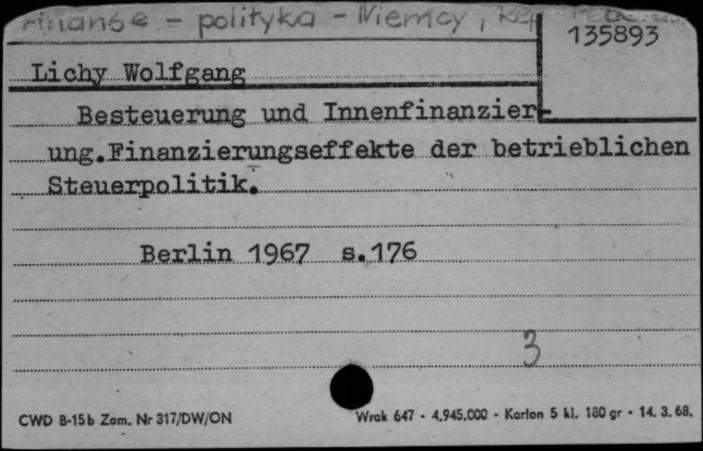 Finanse - polityka - Niemcy,
135893
Lichy Wolfgang
Besteuerung und Innenfinanzier-
ung.Finanzierungseffekte der betrieblichen
Steuerpolitik.
Berlin 1967 s.176
3
CWD B-15b Zam. Nr 317/DW/ON
Wrak 647 - 4.945.000 - Karton 5 kl. 180 gr - 14. 3. 68.